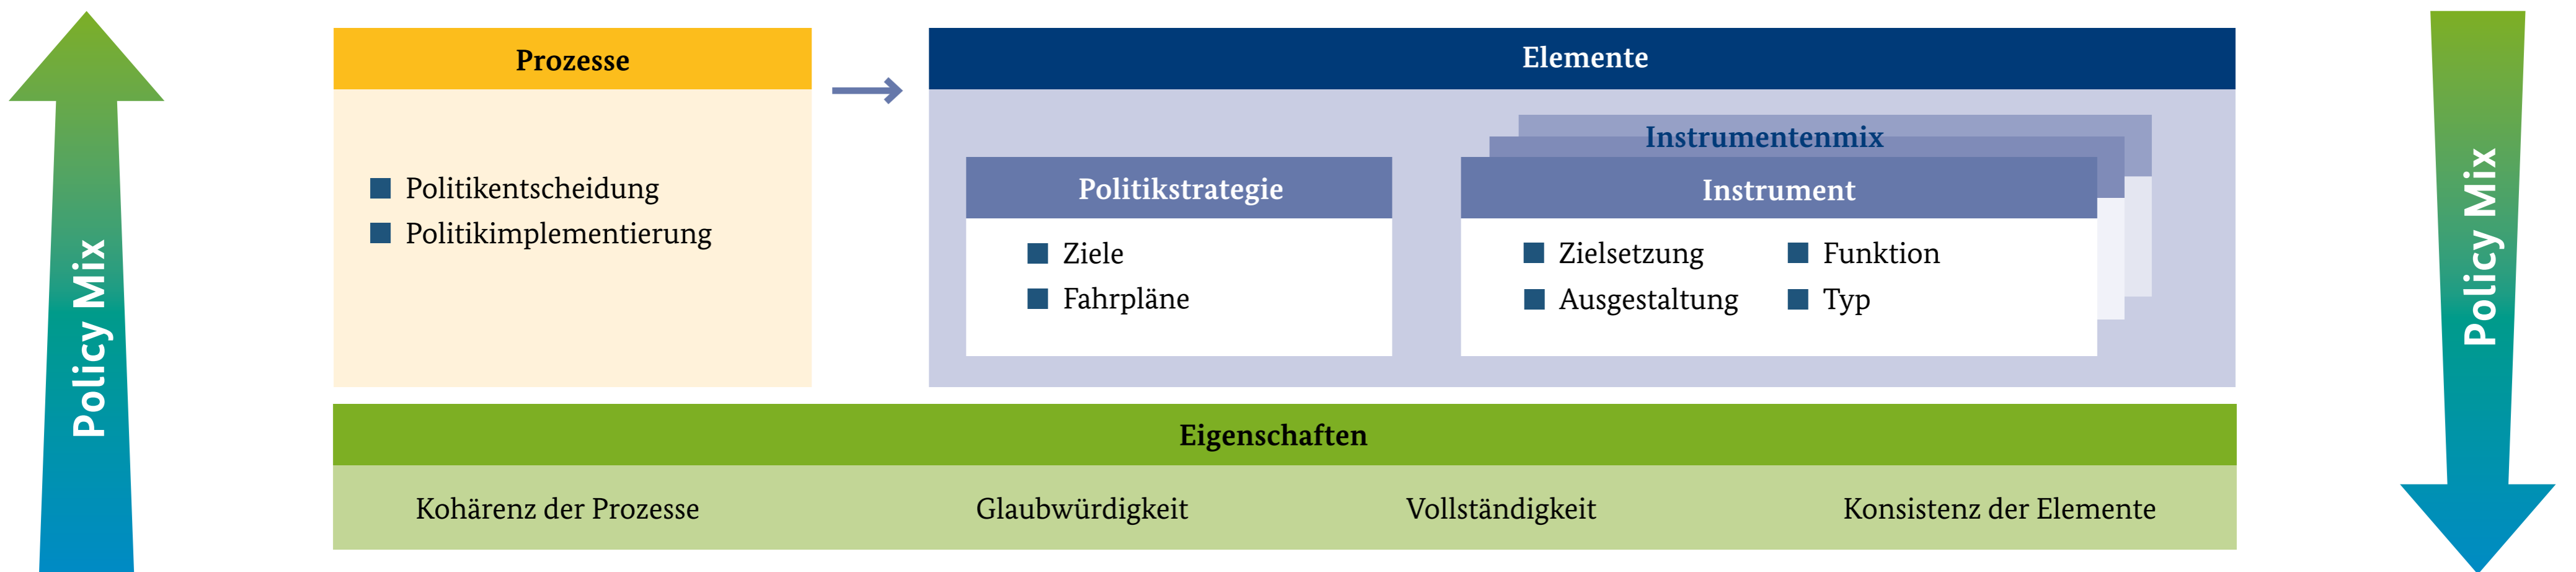 Policy Mix
Prozesse
Politikentscheidung
Politikimplementierung
Elemente
Politikstrategie
Ziele
Fahrpläne
Instrumentenmix
Instrument
Zielsetzung
Ausgestaltung
Funktion
Typ
Eigenschaften
Kohärenz der Prozesse
Glaubwürdigkeit
Vollständigkeit
Konsistenz der Elemente
Policy Mix